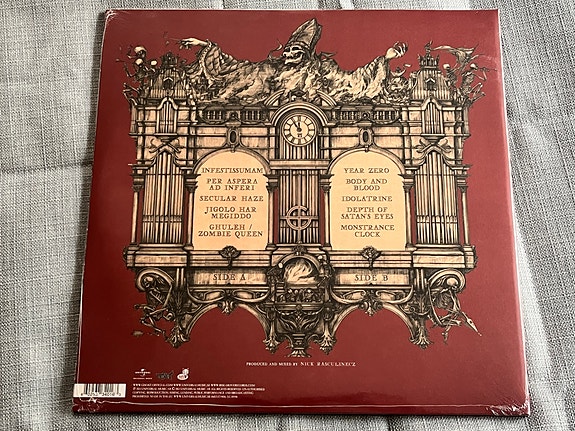 INFESTISSUMAM
PER ASPERA
AD INFERI
SECULAR HAZE
JIGOLO HAR
MEGIDDO
GHULEH /
ZOMBIE QUEEN
SIDE A
YEAR ZERO
BODY AND
BLOOD
IDOLATRINE
DEPTH OF
SATAN'S EYES
MONSTRANCE
CLOCK
SIDE B
PRODUCED AND MIXED BY NICK RASCULINECZ